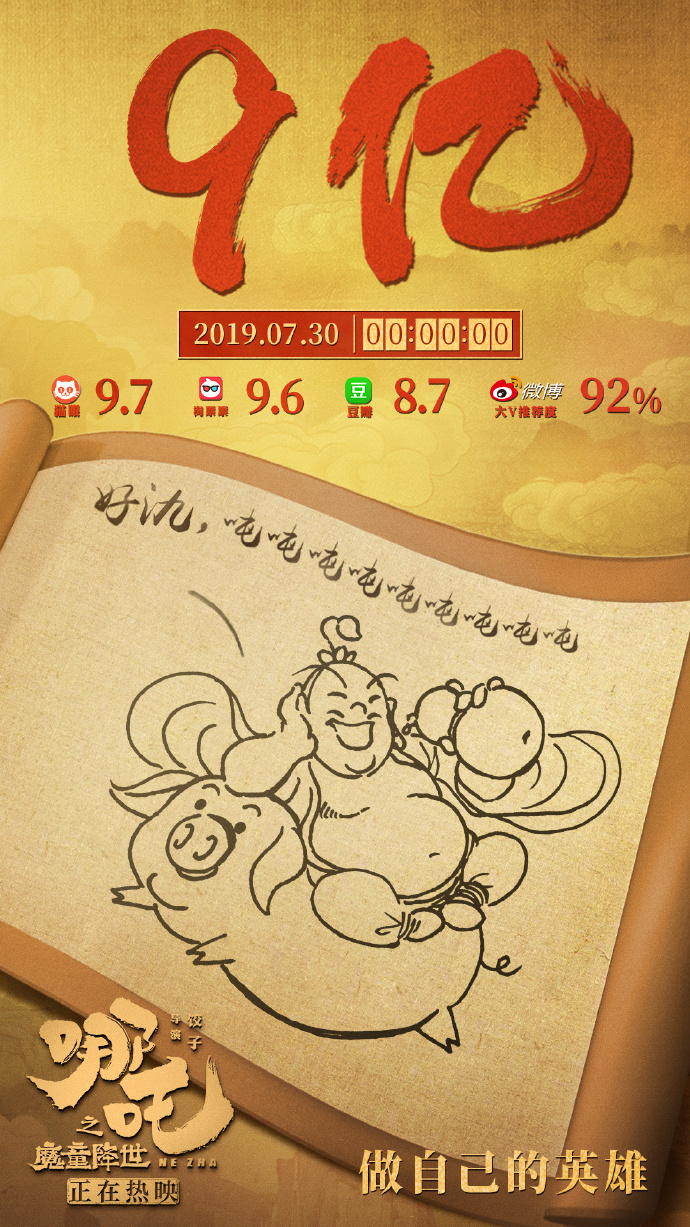 9亿
2019.07.30 00:00:00
猫眼 9.7 淘票票 9.6 豆 豆瓣 8.7 微博 大V推荐度 92%
好氿，吨吨吨吨吨吨吨吨吨
哪吒
之
魔童降世
NE ZHA
导演 饺子
正在热映
做自己的英雄